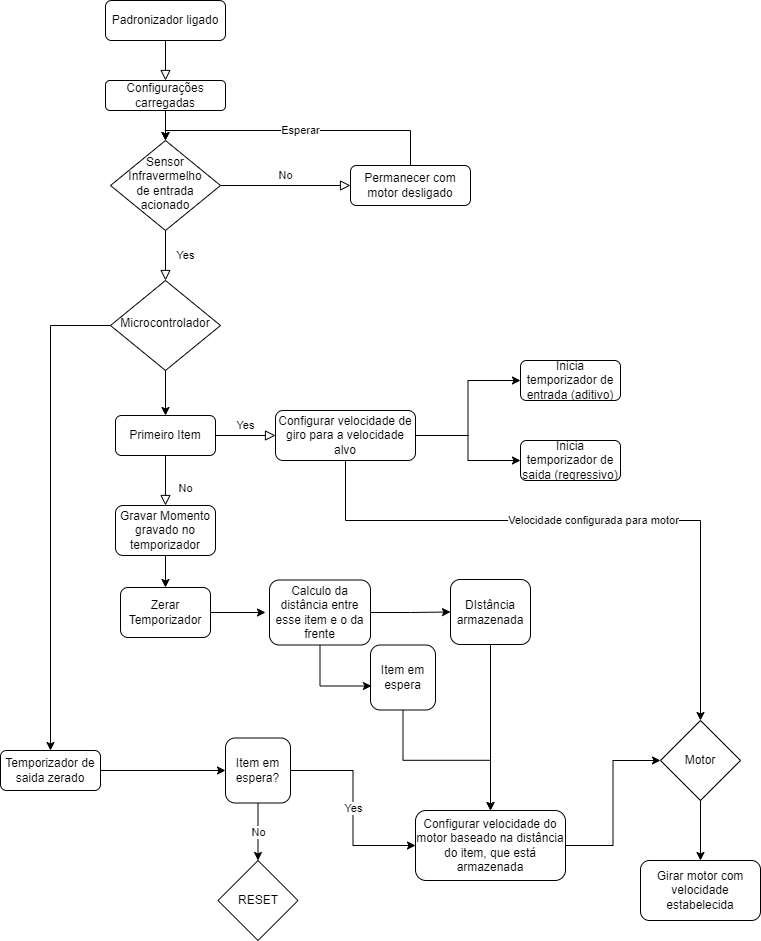 Padronizador ligado
Configurações
carregadas
Esperar
Sensor
Infravermelho
de entrada
acionado
No
Permanecer com
motor desligado
Yes
Microcontrolador
Inicia
temporizador de
entrada (aditivo)
Primeiro Item
Yes
Configurar velocidade de
giro para a velocidade
alvo
Inicia
temporizador de
saida (regressivo)
No
Gravar Momento
gravado no
temporizador
Velocidade configurada para motor
Zerar
Temporizador
Calculo da
distância entre
esse item e o da
frente
DIstância
armazenada
Item em
espera
Temporizador de
saida zerado
Item em
espera?
Motor
Yes
No
Configurar velocidade do
motor baseado na distância
do item, que está
armazenada
RESET
Girar motor com
velocidade
estabelecida